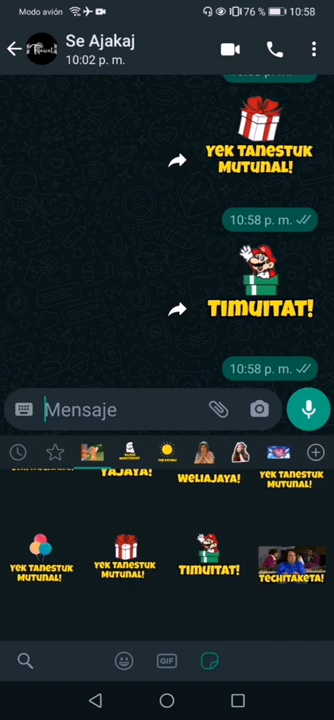 Modo avión
76 %
10:58
Se Ajakaj
10:02 p. m.
YEK TANESTUK
MUTUNAL!
10:58 p. m.
TIMUITAT!
10:58 p. m.
Mensaje
YAJAYA!
WELIAJAYA!
YEK TANESTUK
MUTUNAL!
YEK TANESTUK
MUTUNAL!
YEK TANESTUK
MUTUNAL!
TIMUITAT!
TECHITAKETA!
GIF